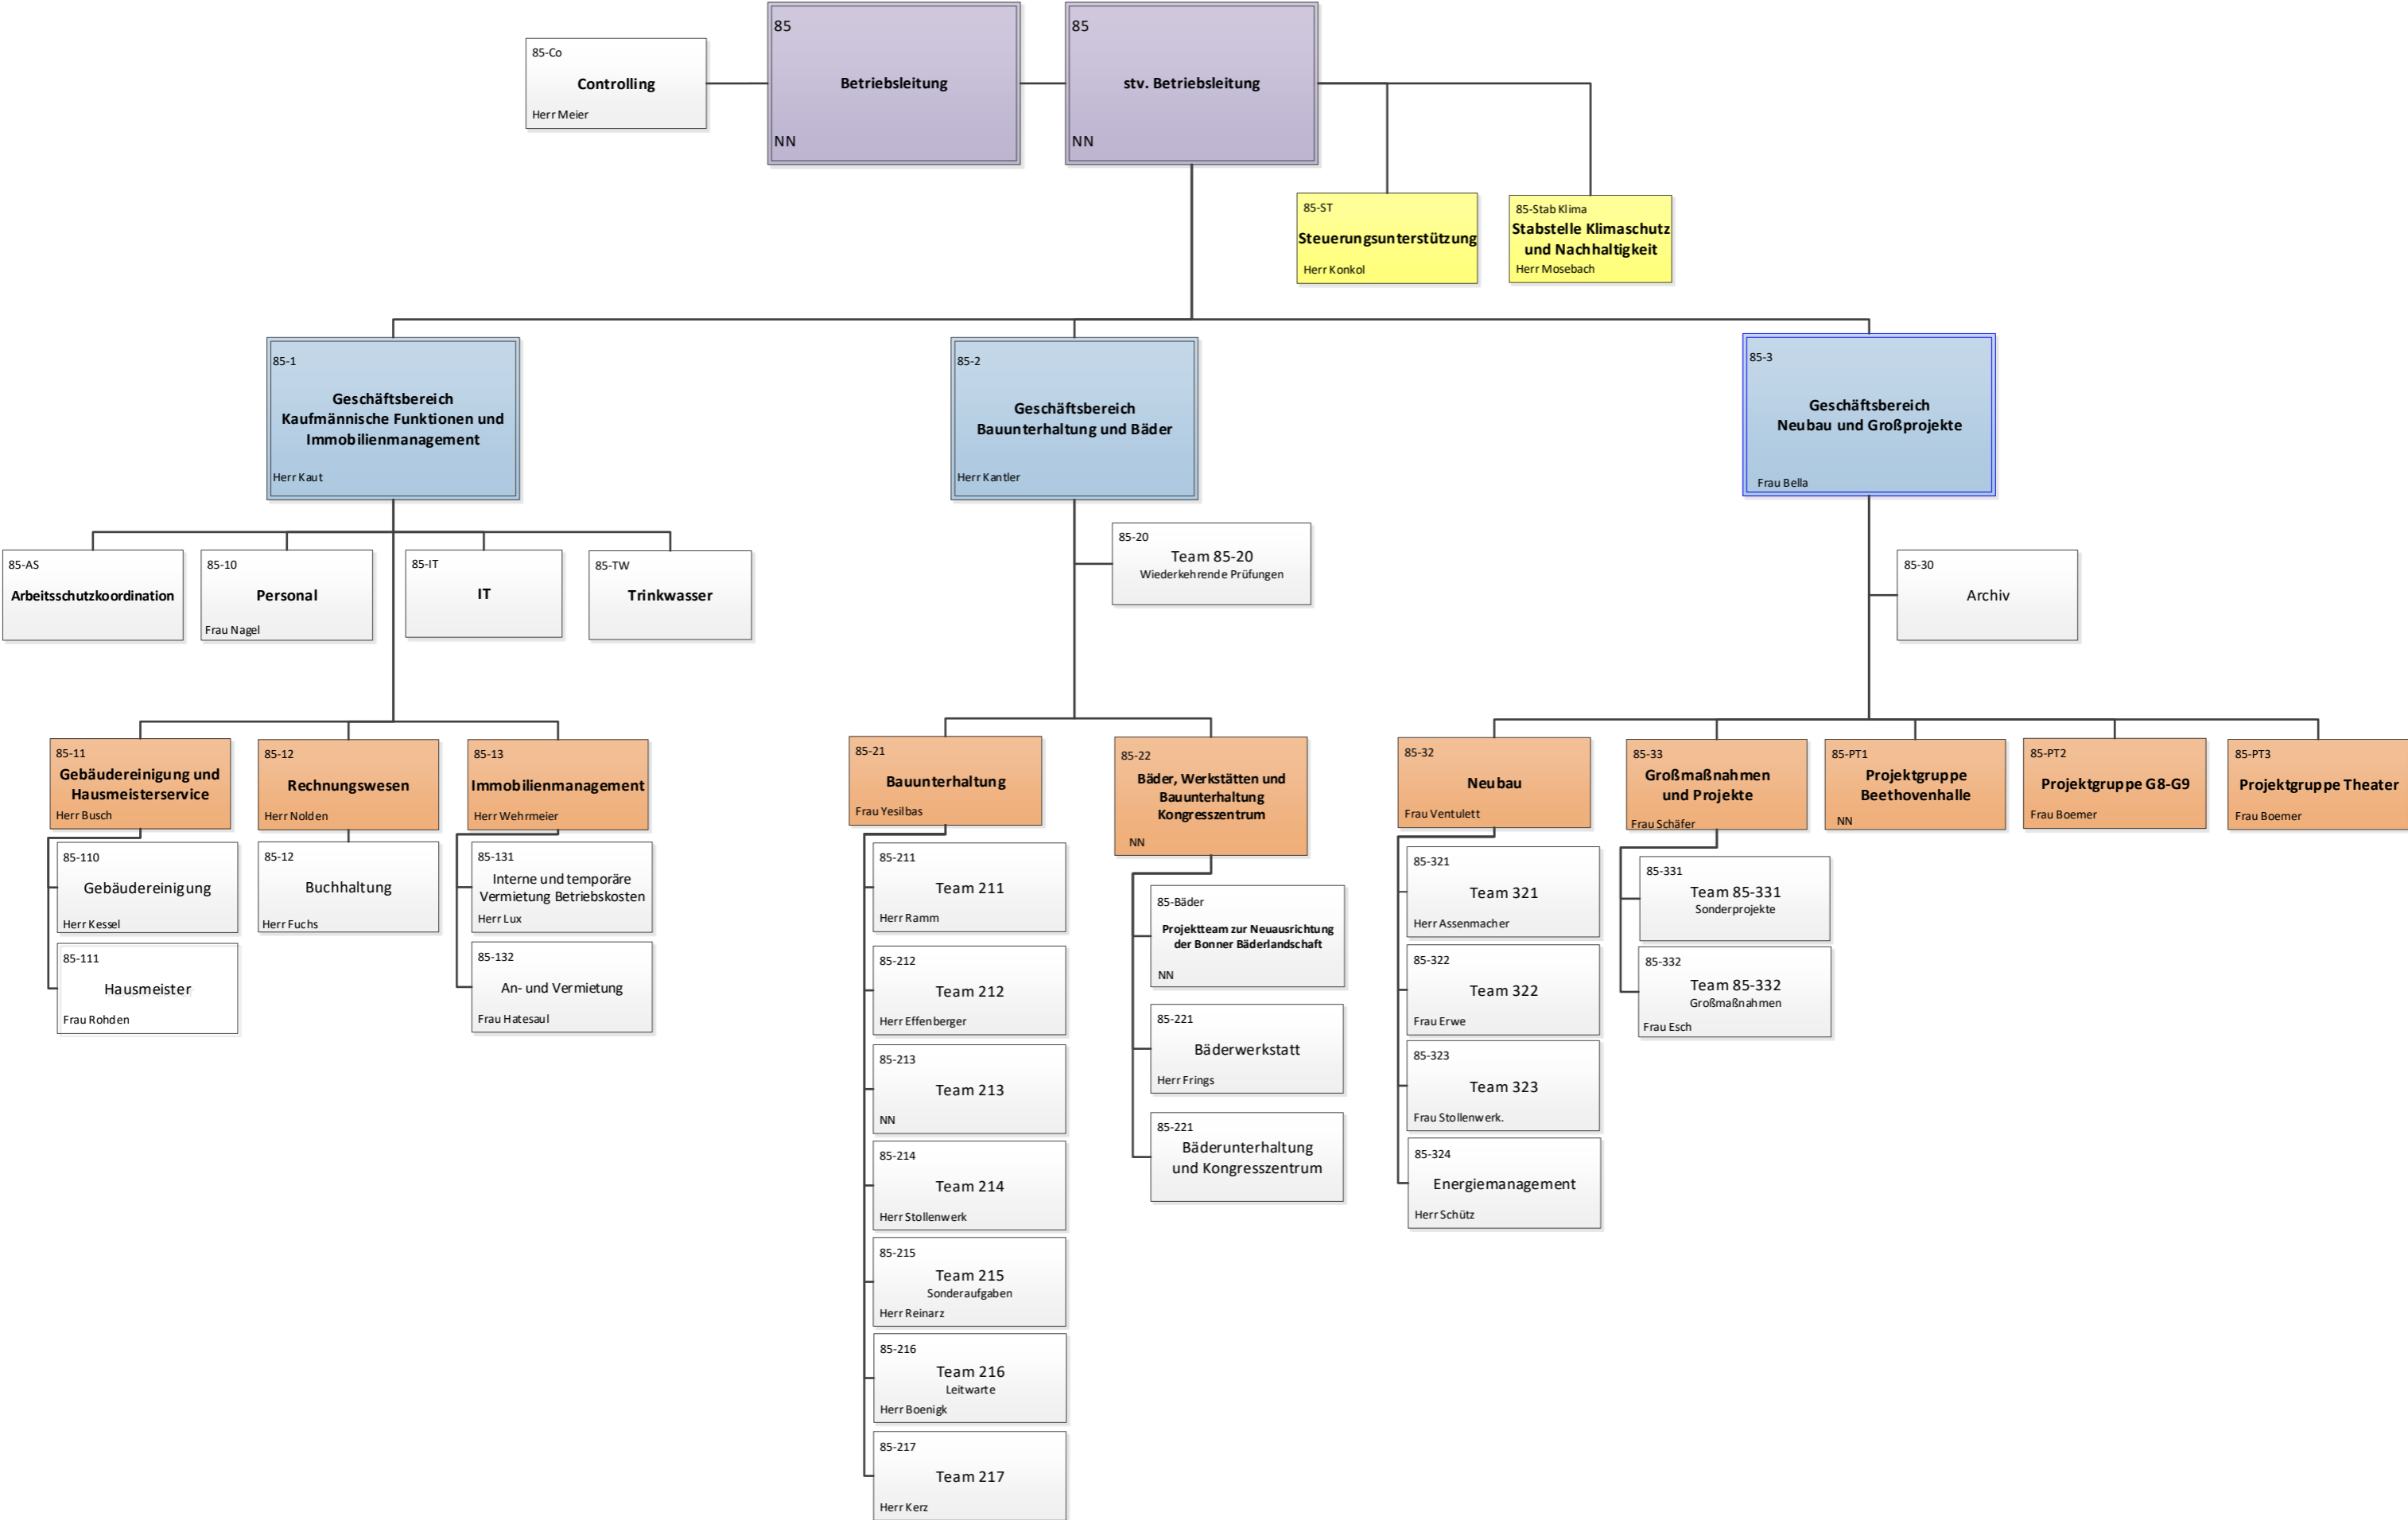 85-Co
Controlling
Herr Meier
85
Betriebsleitung
NN
85
stv. Betriebsleitung
NN
85-ST
Steuerungsunterstützung
Herr Konkol
85-Stab Klima
Stabstelle Klimaschutz
und Nachhaltigkeit
Herr Mosebach
85-1
Geschäftsbereich
Kaufmännische Funktionen und
Immobilienmanagement
Herr Kaut
85-2
Geschäftsbereich
Bauunterhaltung und Bäder
Herr Kantler
85-3
Geschäftsbereich
Neubau und Großprojekte
Frau Bella
85-AS
Arbeitsschutzkoordination
85-10
Personal
Frau Nagel
85-IT
IT
85-TW
Trinkwasser
85-20
Team 85-20
Wiederkehrende Prüfungen
85-30
Archiv
85-11
Gebäudereinigung und
Hausmeisterservice
Herr Busch
85-12
Rechnungswesen
Herr Nolden
85-13
Immobilienmanagement
Herr Wehrmeier
85-110
Gebäudereinigung
Herr Kessel
85-111
Hausmeister
Frau Rohden
85-12
Buchhaltung
Herr Fuchs
85-131
Interne und temporäre
Vermietung Betriebskosten
Herr Lux
85-132
An- und Vermietung
Frau Hatesaul
85-21
Bauunterhaltung
Frau Yesilbas
85-22
Bäder, Werkstätten und
Bauunterhaltung
Kongresszentrum
NN
85-211
Team 211
Herr Ramm
85-212
Team 212
Herr Effenberger
85-213
Team 213
NN
85-214
Team 214
Herr Stollenwerk
85-215
Team 215
Sonderaufgaben
Herr Reinarz
85-216
Team 216
Leitwarte
Herr Boenigk
85-217
Team 217
Herr Kerz
85-Bäder
Projektteam zur Neuausrichtung
der Bonner Bäderlandschaft
NN
85-221
Bäderwerkstatt
Herr Frings
85-221
Bäderunterhaltung
und Kongresszentrum
85-32
Neubau
Frau Ventulett
85-33
Großmaßnahmen
und Projekte
Frau Schäfer
85-PT1
Projektgruppe
Beethovenhalle
NN
85-PT2
Projektgruppe G8-G9
Frau Boemer
85-PT3
Projektgruppe Theater
Frau Boemer
85-321
Team 321
Herr Assenmacher
85-322
Team 322
Frau Erwe
85-323
Team 323
Frau Stollenwerk.
85-324
Energiemanagement
Herr Schütz
85-331
Team 85-331
Sonderprojekte
85-332
Team 85-332
Großmaßnahmen
Frau Esch